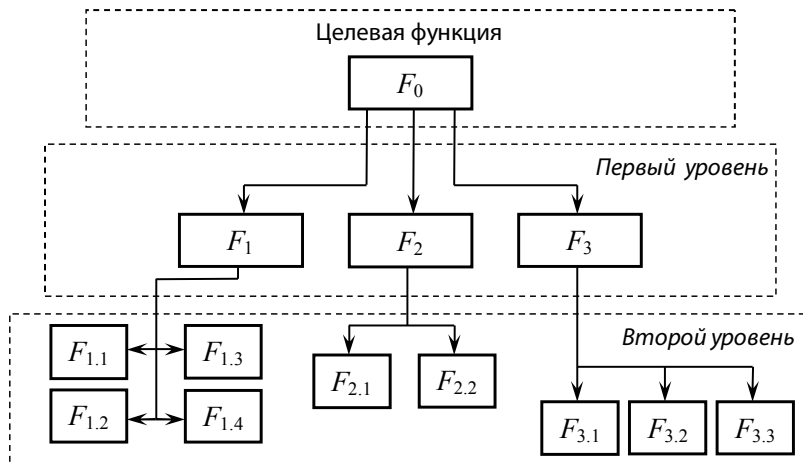 Целевая функция
F0
Первый уровень
F1
F2
F3
Второй уровень
F1.1
F1.3
F2.1
F2.2
F1.2
F1.4
F3.1
F3.2
F3.3